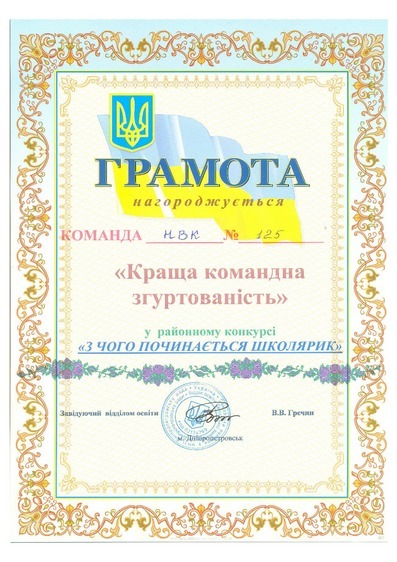 ГРАМОТА
нагороджується
КОМАНДА НВК № 125
«Краща командна
згуртованість»
у районному конкурсі
«З ЧОГО ПОЧИНАЄТЬСЯ ШКОЛЯРИК»
Завідуючий відділом освіти В.В. Гречин
м. Дніпропетровськ